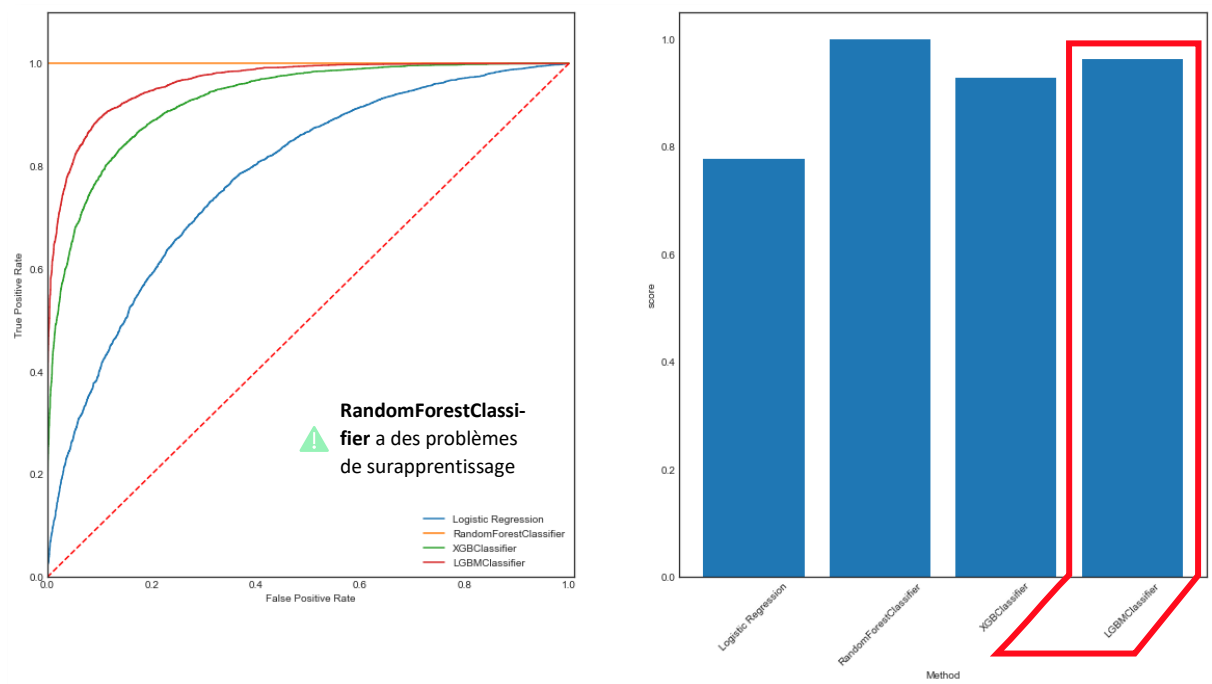 1.0
0.8
0.6
0.4
0.2
0.0
True Positive Rate
0.0
0.2
0.4
0.6
0.8
1.0
False Positive Rate
RandomForestClassi-
fier a des problèmes
de surapprentissage
Logistic Regression
RandomForestClassifier
XGBClassifier
LGBMClassifier
1.0
0.8
0.6
0.4
0.2
0.0
score
Logistic Regression
RandomForestClassifier
XGBClassifier
LGBMClassifier
Method